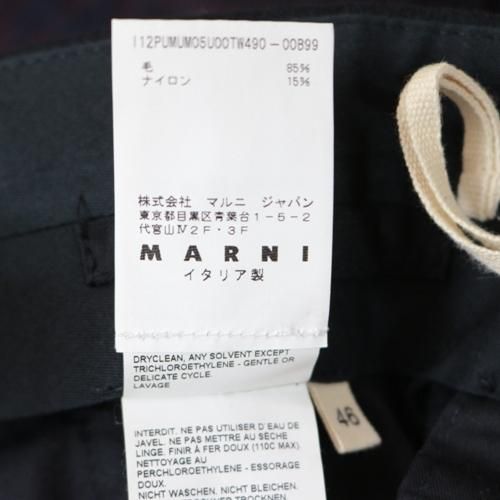 I12PUMUM05U00TW490-00B99
毛 85%
ナイロン 15%
株式会社 マルニ ジャパン
東京都目黒区青葉台1-5-2
代官山Ⅳ2F・3F
MARNI
イタリア製
DRYCLEAN, ANY SOLVENT EXCEPT
TRICHLOROETHYLENE - GENTLE OR
DELICATE CYCLE.
LAVAGE
INTERDIT. NE PAS UTILISER D'EAU DE
JAVEL. NE PAS METTRE AU SÈCHE
LINGE. FINIR À FER DOUX (110C MAX).
NETTOYAGE AU
PERCHLOROETHYLENE - ESSORAGE
DOUX.
NICHT WASCHEN. NICHT BLEICHEN.
46